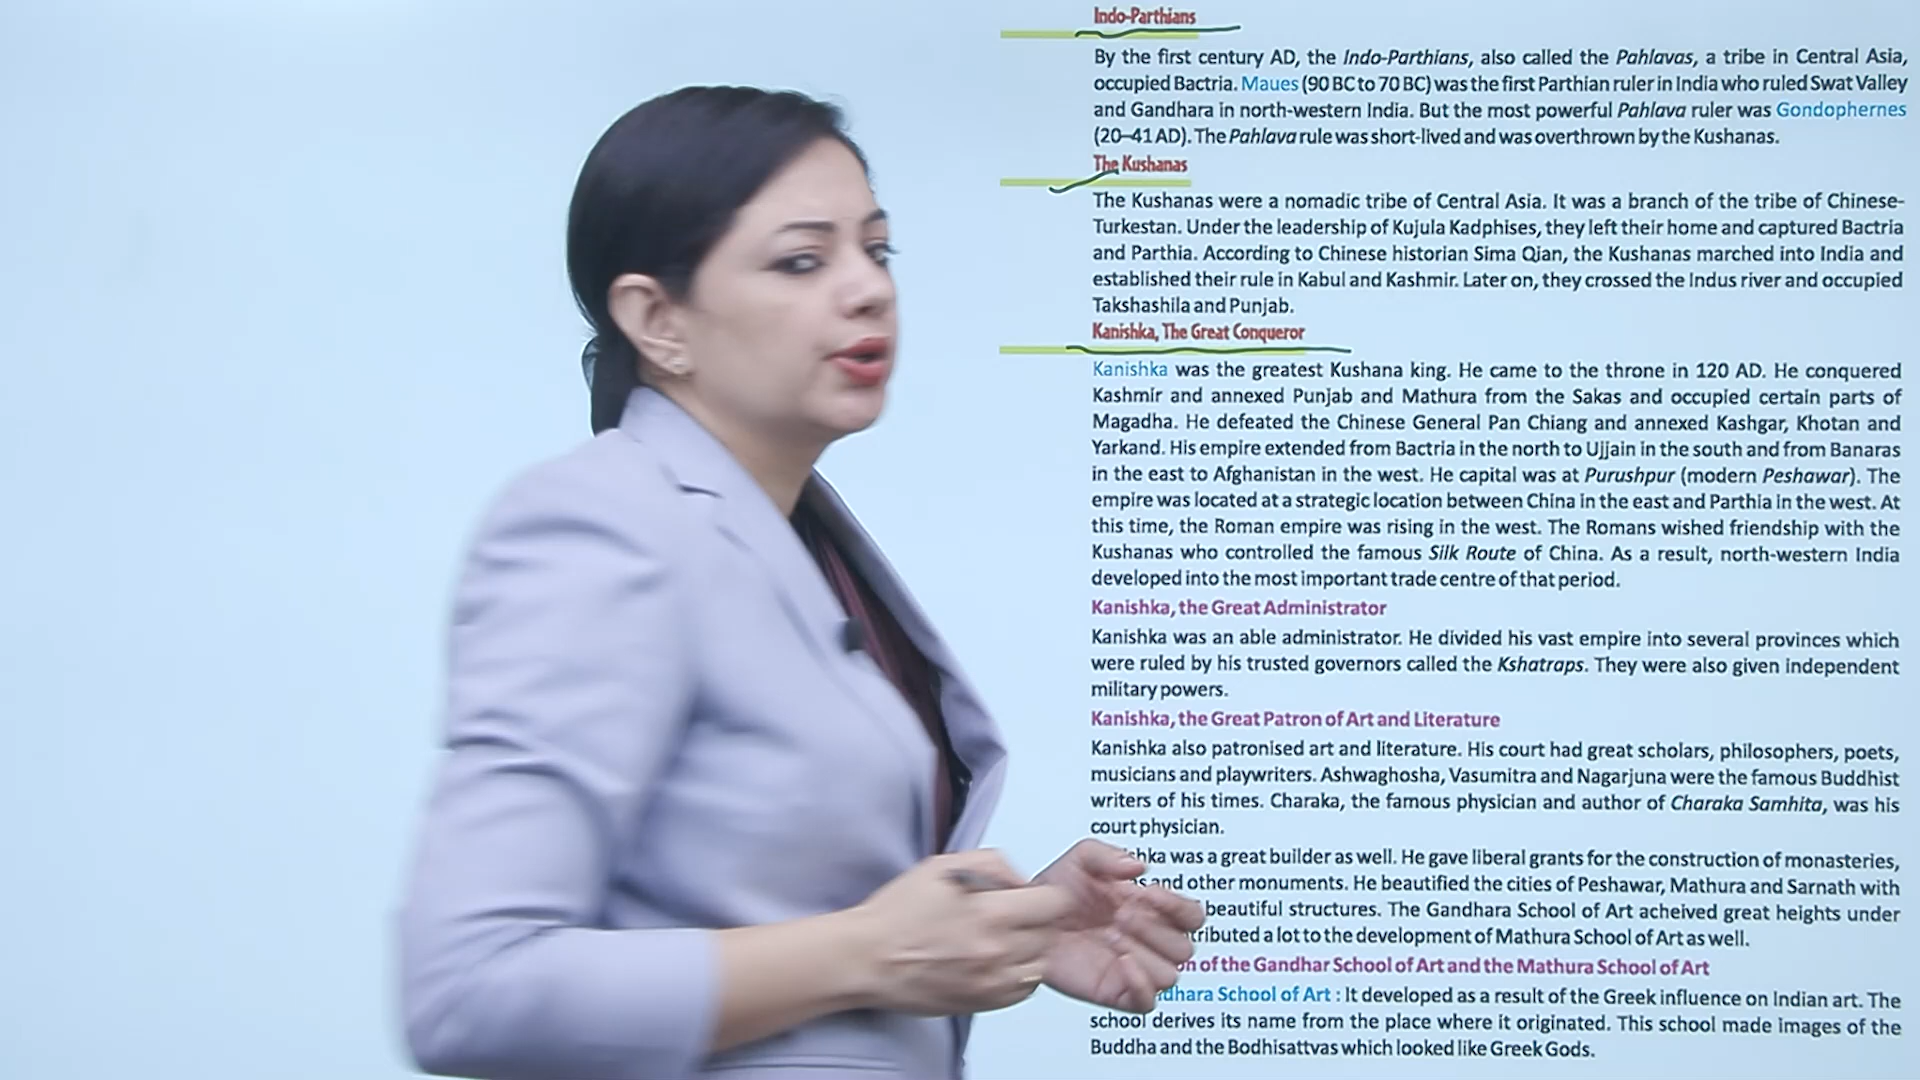 Indo-Parthians
By the first century AD, the Indo-Parthians, also called the Pahlavas, a tribe in Central Asia,
occupied Bactria. Maues (90 BC to 70 BC) was the first Parthian ruler in India who ruled Swat Valley
and Gandhara in north-western India. But the most powerful Pahlava ruler was Gondophernes
(20–41 AD). The Pahlava rule was short-lived and was overthrown by the Kushanas.
The Kushanas
The Kushanas were a nomadic tribe of Central Asia. It was a branch of the tribe of Chinese-
Turkestan. Under the leadership of Kujula Kadphises, they left their home and captured Bactria
and Parthia. According to Chinese historian Sima Qian, the Kushanas marched into India and
established their rule in Kabul and Kashmir. Later on, they crossed the Indus river and occupied
Takshashila and Punjab.
Kanishka, The Great Conqueror
Kanishka was the greatest Kushana king. He came to the throne in 120 AD. He conquered
Kashmir and annexed Punjab and Mathura from the Sakas and occupied certain parts of
Magadha. He defeated the Chinese General Pan Chiang and annexed Kashgar, Khotan and
Yarkand. His empire extended from Bactria in the north to Ujjain in the south and from Banaras
in the east to Afghanistan in the west. He capital was at Purushpur (modern Peshawar). The
empire was located at a strategic location between China in the east and Parthia in the west. At
this time, the Roman empire was rising in the west. The Romans wished friendship with the
Kushanas who controlled the famous Silk Route of China. As a result, north-western India
developed into the most important trade centre of that period.
Kanishka, the Great Administrator
Kanishka was an able administrator. He divided his vast empire into several provinces which
were ruled by his trusted governors called the Kshatraps. They were also given independent
military powers.
Kanishka, the Great Patron of Art and Literature
Kanishka also patronised art and literature. His court had great scholars, philosophers, poets,
musicians and playwriters. Ashwaghosha, Vasumitra and Nagarjuna were the famous Buddhist
writers of his times. Charaka, the famous physician and author of Charaka Samhita, was his
court physician.
was a great builder as well. He gave liberal grants for the construction of monasteries,
and other monuments. He beautified the cities of Peshawar, Mathura and Sarnath with
beautiful structures. The Gandhara School of Art acheived great heights under
a lot to the development of Mathura School of Art as well.
of the Gandhar School of Art and the Mathura School of Art
School of Art : It developed as a result of the Greek influence on Indian art. The
school derives its name from the place where it originated. This school made images of the
Buddha and the Bodhisattvas which looked like Greek Gods.